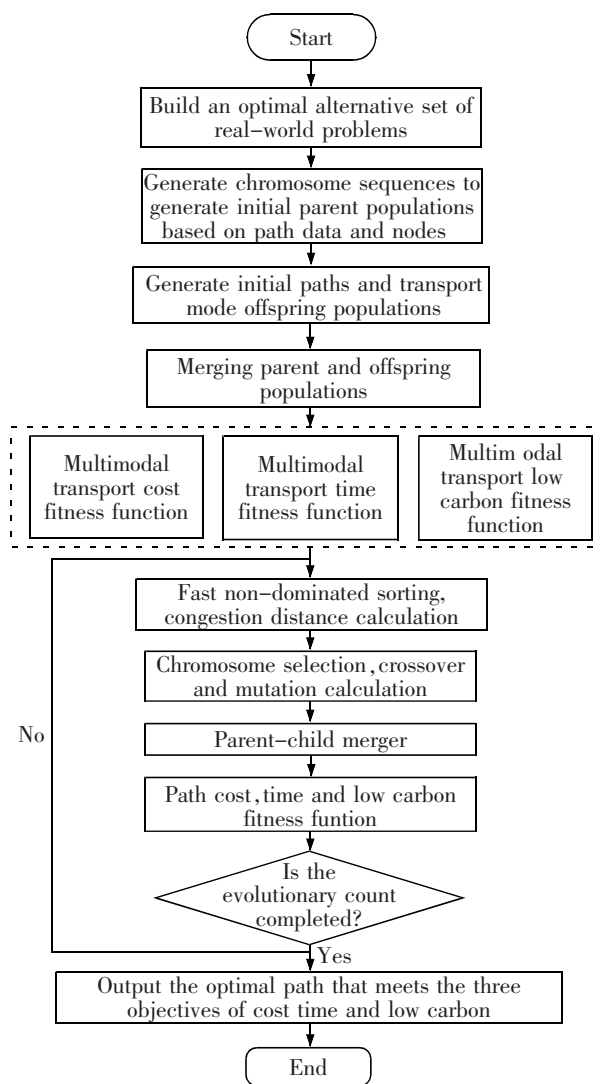 Start
Build an optimal alternative set of
real-world problems
Generate chromosome sequences to
generate initial parent populations
based on path data and nodes
Generate initial paths and transport
mode offspring populations
Merging parent and offspring
populations
Multimodal
transport cost
fitness function
Multimodal
transport time
fitness function
Multim odal
transport low
carbon fitness
function
Fast non-dominated sorting,
congestion distance calculation
Chromosome selection,crossover
and mutation calculation
No
Parent-child merger
Path cost,time and low carbon
fitness funtion
Is the
evolutionary count
completed?
Yes
Output the optimal path that meets the three
objectives of cost time and low carbon
End